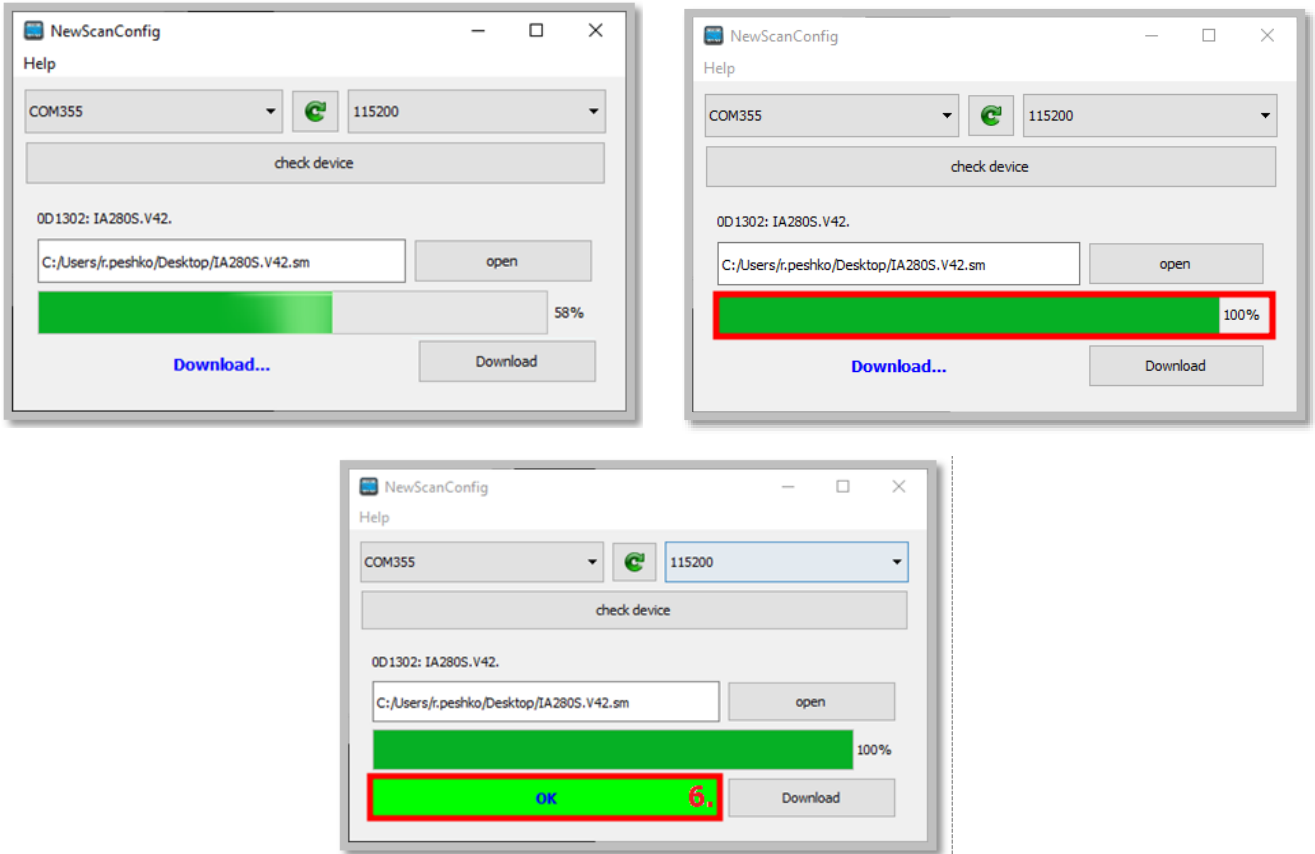 NewScanConfig
Help
COM355
115200
check device
0D1302: IA280S.V42.
C:/Users/r.peshko/Desktop/IA280S.V42.sm
open
58%
Download...
Download
NewScanConfig
Help
COM355
115200
check device
0D1302: IA280S.V42.
C:/Users/r.peshko/Desktop/IA280S.V42.sm
open
100%
Download...
Download
NewScanConfig
Help
COM355
115200
check device
0D1302: IA280S.V42.
C:/Users/r.peshko/Desktop/IA280S.V42.sm
open
100%
OK
6.
Download